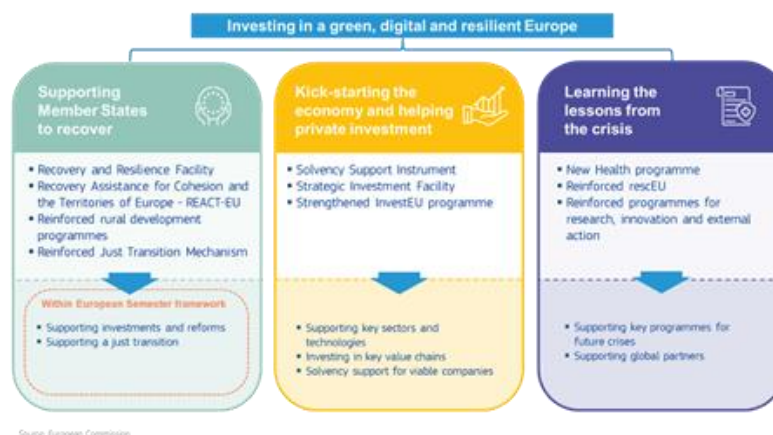 Investing in a green, digital and resilient Europe
Supporting
Member States
to recover
▪ Recovery and Resilience Facility
▪ Recovery Assistance for Cohesion and
the Territories of Europe - REACT-EU
▪ Reinforced rural development
programmes
▪ Reinforced Just Transition Mechanism
Within European Semester framework
▪ Supporting investments and reforms
▪ Supporting a just transition
Kick-starting the
economy and helping
private investment
▪ Solvency Support Instrument
▪ Strategic Investment Facility
▪ Strengthened InvestEU programme
▪ Supporting key sectors and
technologies
▪ Investing in key value chains
▪ Solvency support for viable companies
Learning the
lessons from
the crisis
▪ New Health programme
▪ Reinforced rescEU
▪ Reinforced programmes for
research, innovation and external
action
▪ Supporting key programmes for
future crises
▪ Supporting global partners
Source: European Commission